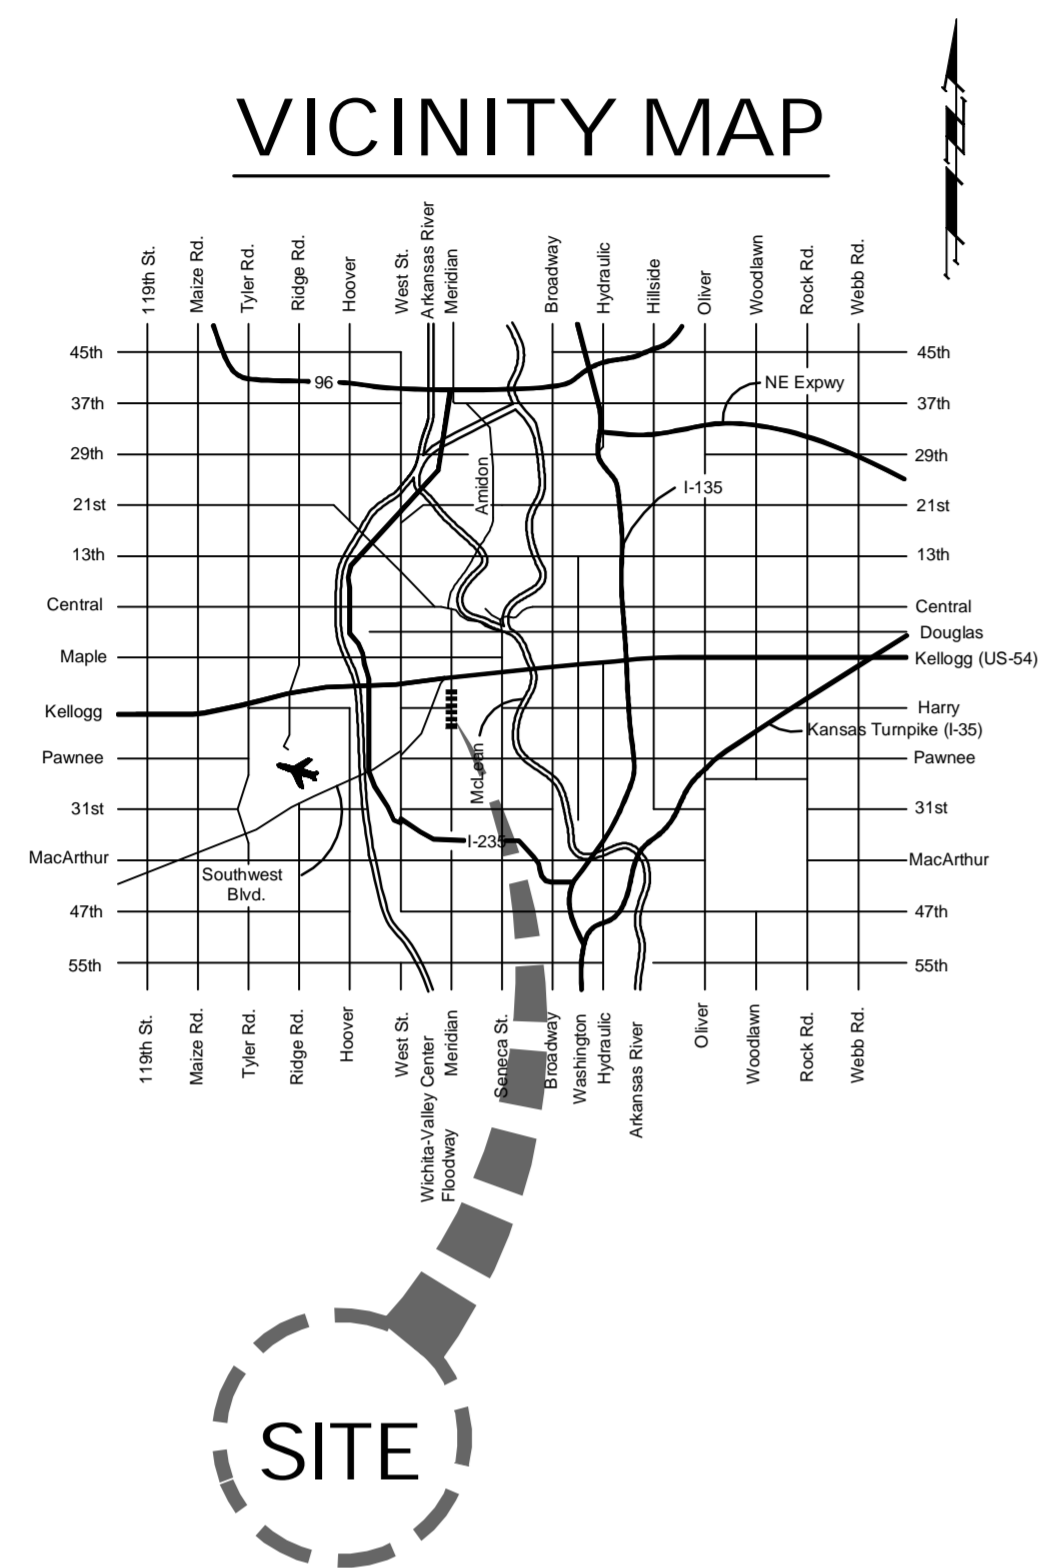 VICINITY MAP
119th St.
Maize Rd.
Tyler Rd.
Ridge Rd.
Hoover
West St.
Arkansas River
Meridian
Broadway
Hydraulic
Hillside
Oliver
Woodlawn
Rock Rd.
Webb Rd.
45th
45th
96
NE Expwy
37th
37th
29th
29th
Amidon
I-135
21st
21st
13th
13th
Central
Central
Douglas
Maple
Kellogg (US-54)
Kellogg
Harry
Kansas Turnpike (I-35)
Pawnee
McLean
Pawnee
31st
31st
I-235
MacArthur
MacArthur
Southwest
Blvd.
47th
47th
55th
55th
119th St.
Maize Rd.
Tyler Rd.
Ridge Rd.
Hoover
West St.
Wichita-Valley Center
Floodway
Meridian
Seneca St.
Broadway
Washington
Hydraulic
Arkansas River
Oliver
Woodlawn
Rock Rd.
Webb Rd.
SITE